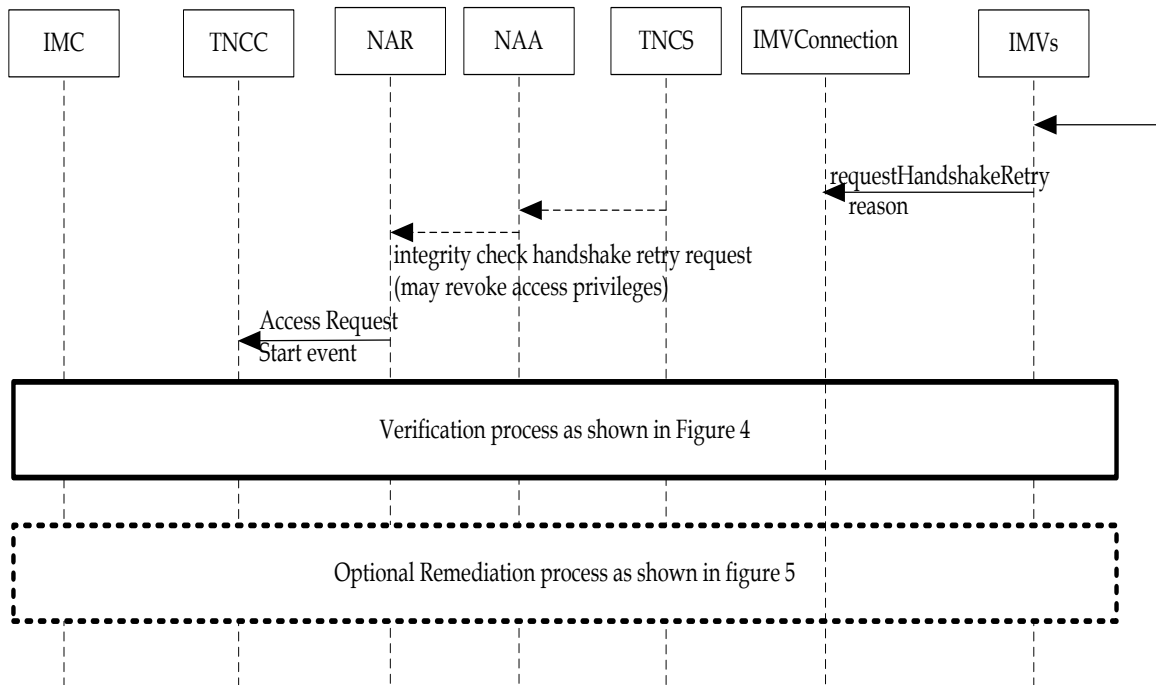 IMC
TNCC
NAR
NAA
TNCS
IMVConnection
IMVs
requestHandshakeRetry
reason
integrity check handshake retry request
(may revoke access privileges)
Access Request
Start event
Verification process as shown in Figure 4
Optional Remediation process as shown in figure 5